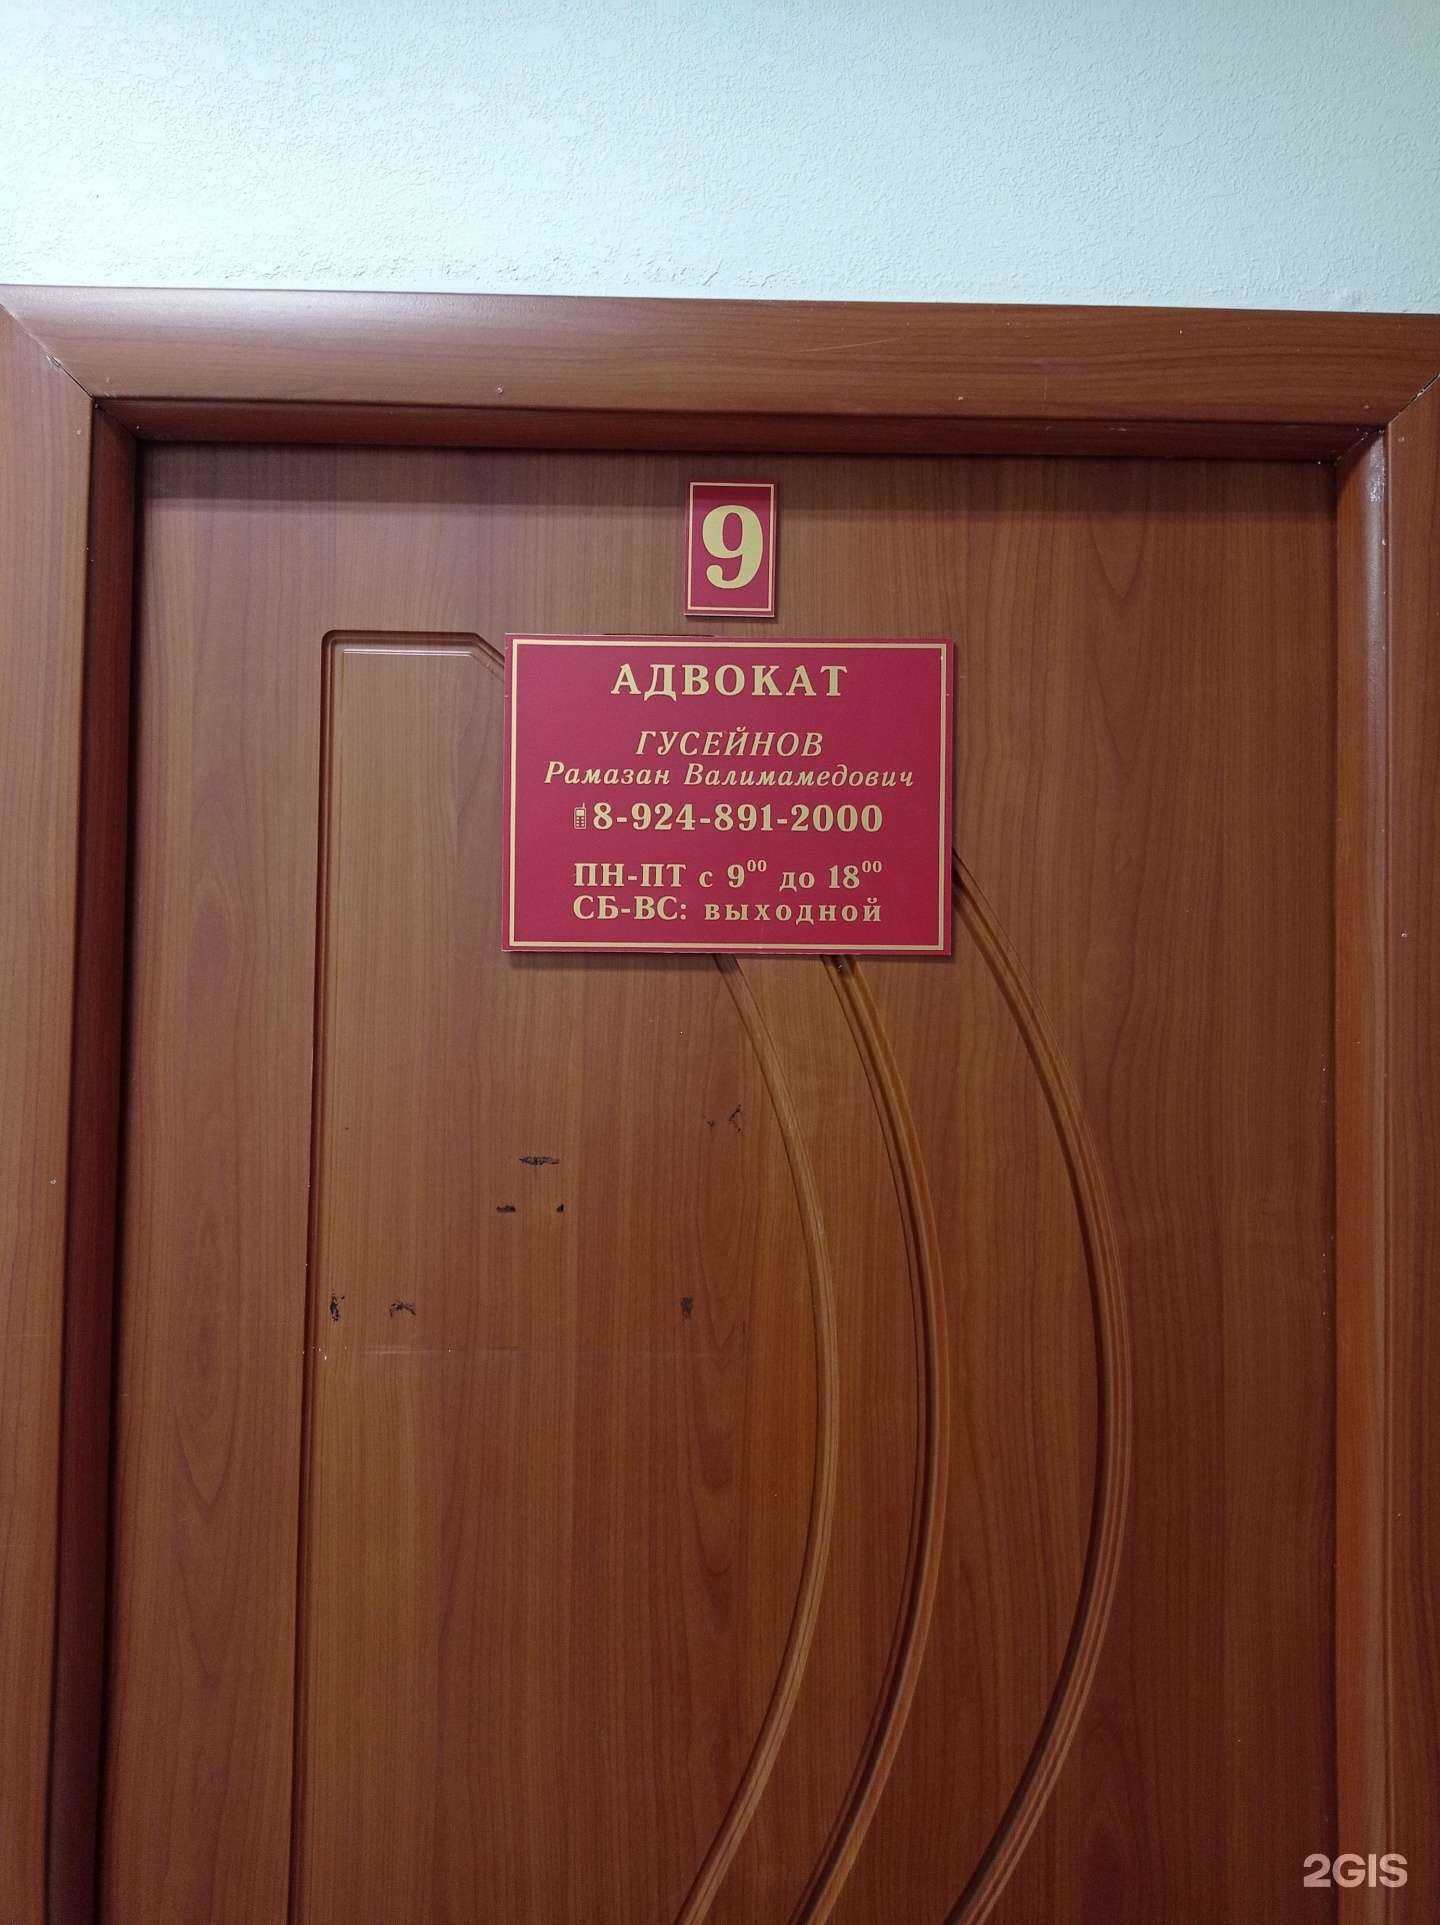 9
АДВОКАТ
ГУСЕЙНОВ
Рамазан Валимамедович
8-924-891-2000
ПН-ПТ с 9⁰⁰ до 18⁰⁰
СБ-ВС: выходной
2GIS